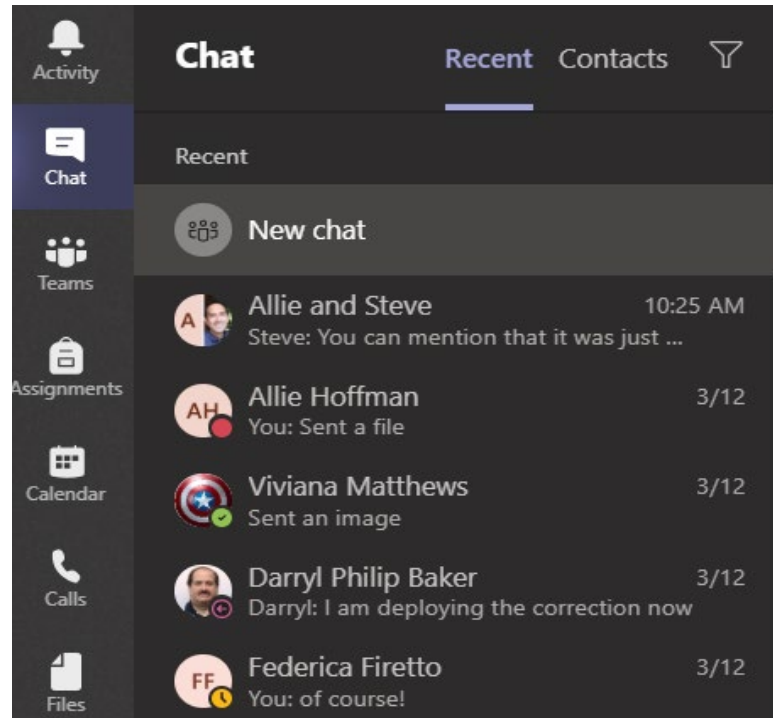 Activity
Chat
Teams
Assignments
Calendar
Calls
Files
Chat Recent Contacts
Recent
New chat
A
Allie and Steve 10:25 AM
Steve: You can mention that it was just ...
AH
Allie Hoffman 3/12
You: Sent a file
Viviana Matthews 3/12
Sent an image
Darryl Philip Baker 3/12
Darryl: I am deploying the correction now
FF
Federica Firetto 3/12
You: of course!